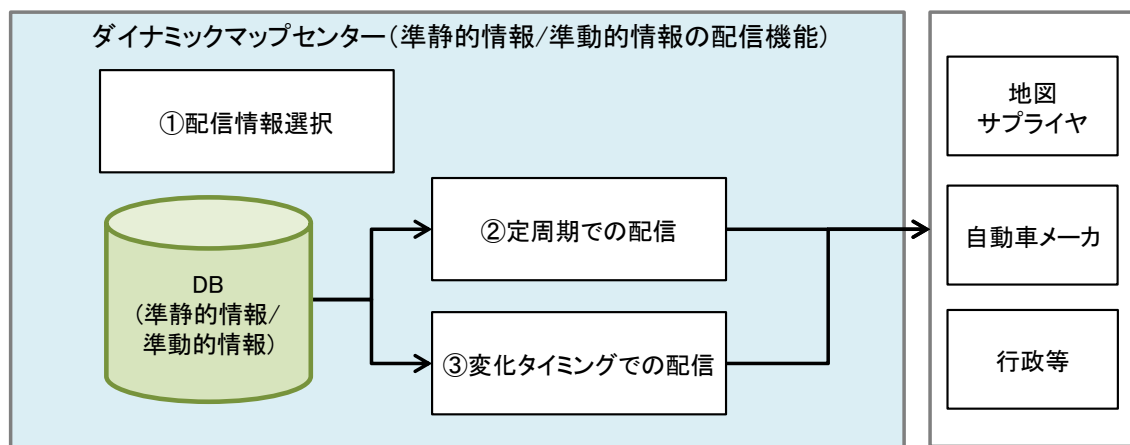 ダイナミックマップセンター(準静的情報/準動的情報の配信機能)
①配信情報選択
DB
(準静的情報/
準動的情報)
②定周期での配信
③変化タイミングでの配信
地図
サプライヤ
自動車メーカ
行政等